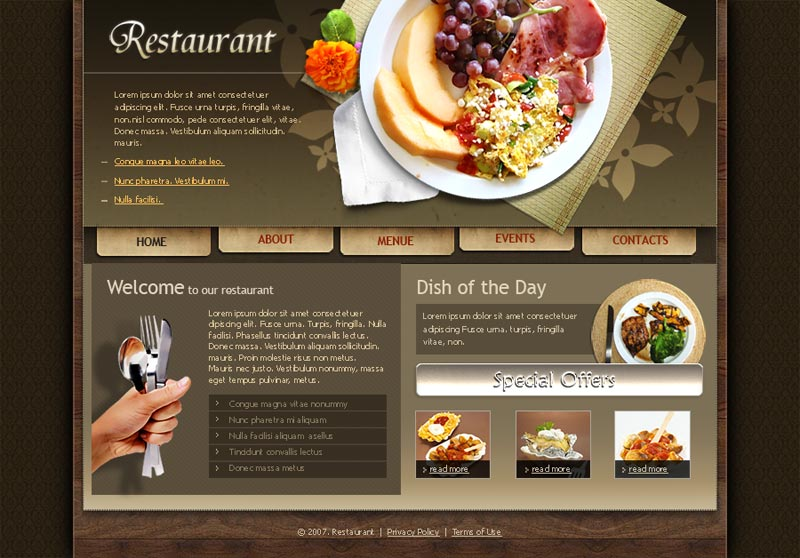 Restaurant
Lorem ipsum dolor sit amet consectetuer
adipiscing elit. Fusce urna turpis, fringilla vitae,
non.nisl commodo, pede consectetuer elit, vitae.
Donec massa. Vestibulum aliquam sollicitudin.
mauris.
Congue magna leo vitae leo.
Nunc pharetra. Vestibulum mi.
Nulla facilisi.
HOME
ABOUT
MENUE
EVENTS
CONTACTS
Welcome to our restaurant
Lorem ipsum dolor sit amet consectetuer
dipiscing elit. Fusce urna. Turpis, fringilla. Nulla
facilisi. Phasellus tincidunt convallis lectus.
Donec massa. Vestibulum aliquam sollicitudin.
mauris. Proin molestie risus non metus.
Mauris nec justo. Vestibulum nonummy, massa
eget tempus pulvinar, metus.
> Congue magna vitae nonummy
> Nunc pharetra mi aliquam
> Nulla facilisi aliquam asellus
> Tincidunt convallis lectus
> Donec massa metus
Dish of the Day
Lorem ipsum dolor sit amet consectetuer
adipiscing Fusce urna. turpis, fringilla
vitae, non.
Special Offers
> read more
> read more
> read more
© 2007. Restaurant | Privacy Policy | Terms of Use